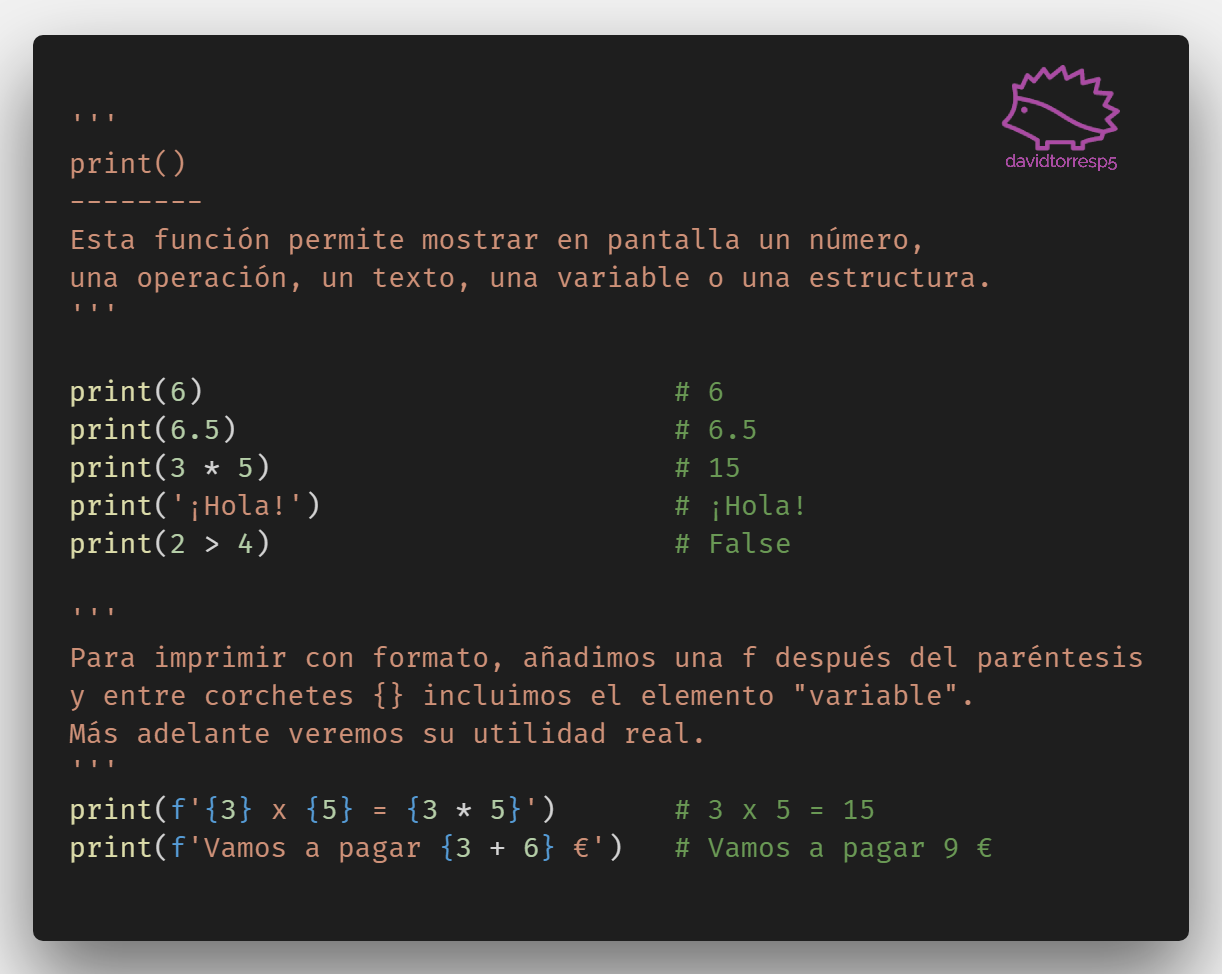 '''
print()
--------
Esta función permite mostrar en pantalla un número,
una operación, un texto, una variable o una estructura.
'''
print(6) # 6
print(6.5) # 6.5
print(3 * 5) # 15
print('¡Hola!') # ¡Hola!
print(2 > 4) # False
'''
Para imprimir con formato, añadimos una f después del paréntesis
y entre corchetes {} incluimos el elemento "variable".
Más adelante veremos su utilidad real.
'''
print(f'{3} x {5} = {3 * 5}') # 3 x 5 = 15
print(f'Vamos a pagar {3 + 6} €') # Vamos a pagar 9 €
davidtorresp5